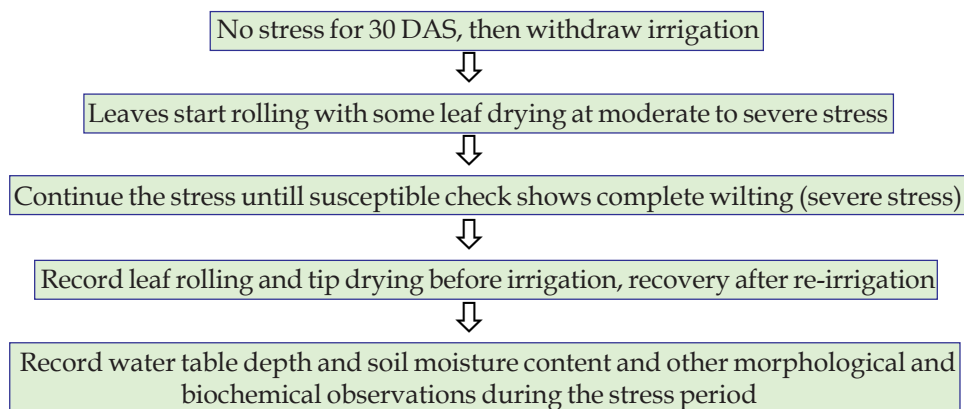 No stress for 30 DAS, then withdraw irrigation
Leaves start rolling with some leaf drying at moderate to severe stress
Continue the stress untill susceptible check shows complete wilting (severe stress)
Record leaf rolling and tip drying before irrigation, recovery after re-irrigation
Record water table depth and soil moisture content and other morphological and
biochemical observations during the stress period